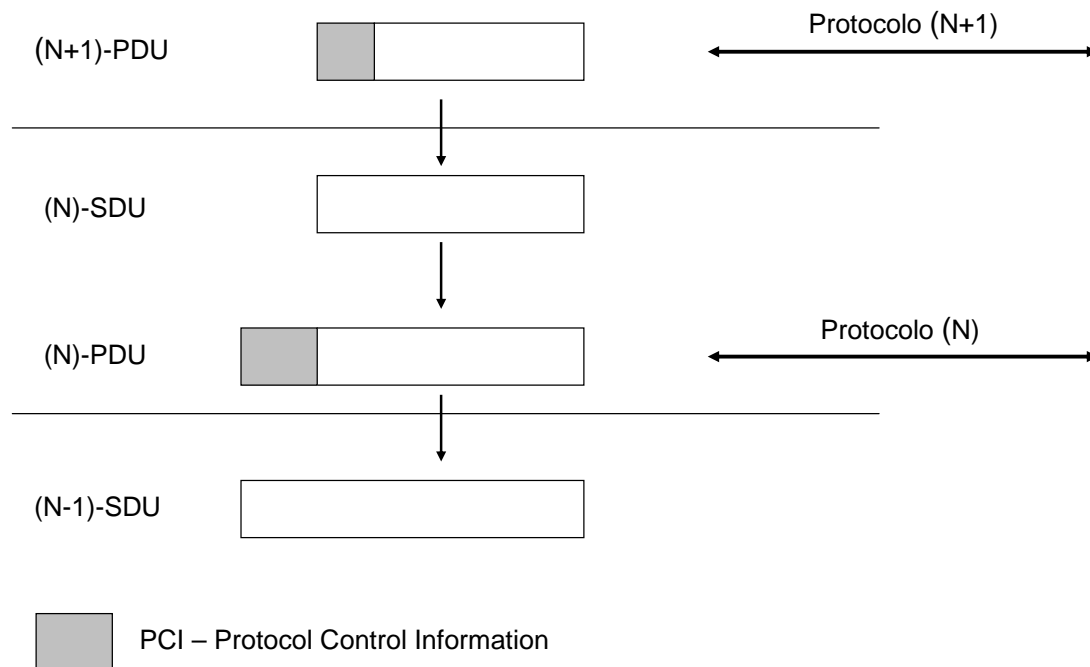 Protocolo (N+1)
(N+1)-PDU
(N)-SDU
Protocolo (N)
(N)-PDU
(N-1)-SDU
PCI – Protocol Control Information